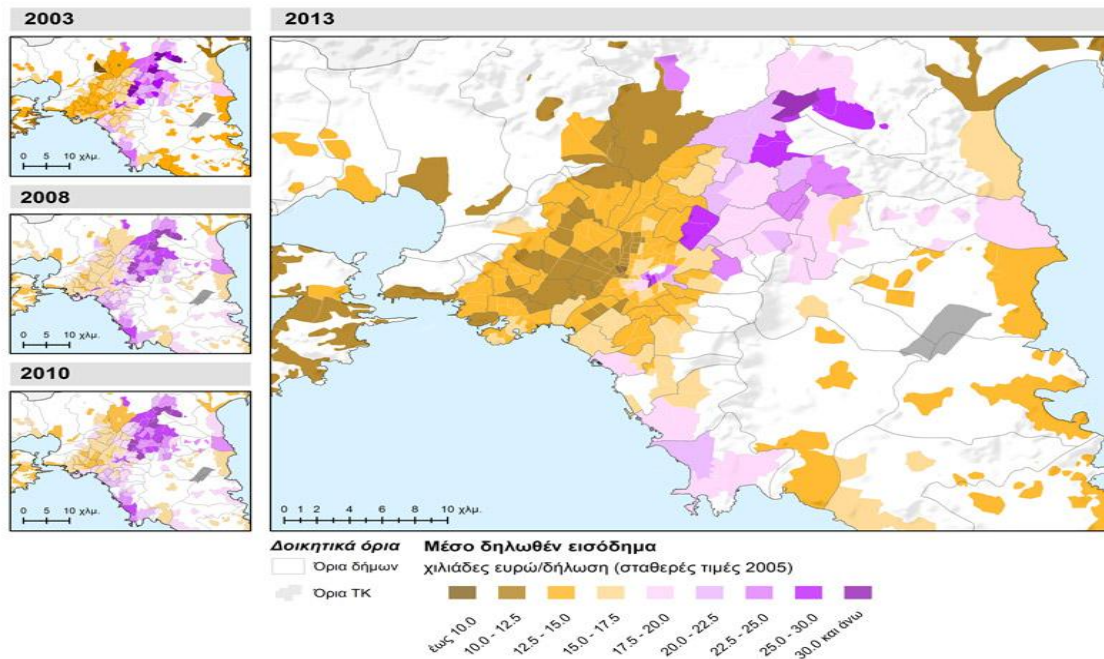 2003
0 5 10 χλμ.
2008
0 5 10 χλμ.
2010
0 5 10 χλμ.
2013
0 1 2 4 6 8 10 χλμ.
Διοικητικά όρια
Όρια δήμων
Όρια ΤΚ
Μέσο δηλωθέν εισόδημα
χιλιάδες ευρώ/δήλωση (σταθερές τιμές 2005)
έως 10.0
10.0 - 12.5
12.5 - 15.0
15.0 - 17.5
17.5 - 20.0
20.0 - 22.5
22.5 - 25.0
25.0 - 30.0
30.0 και άνω